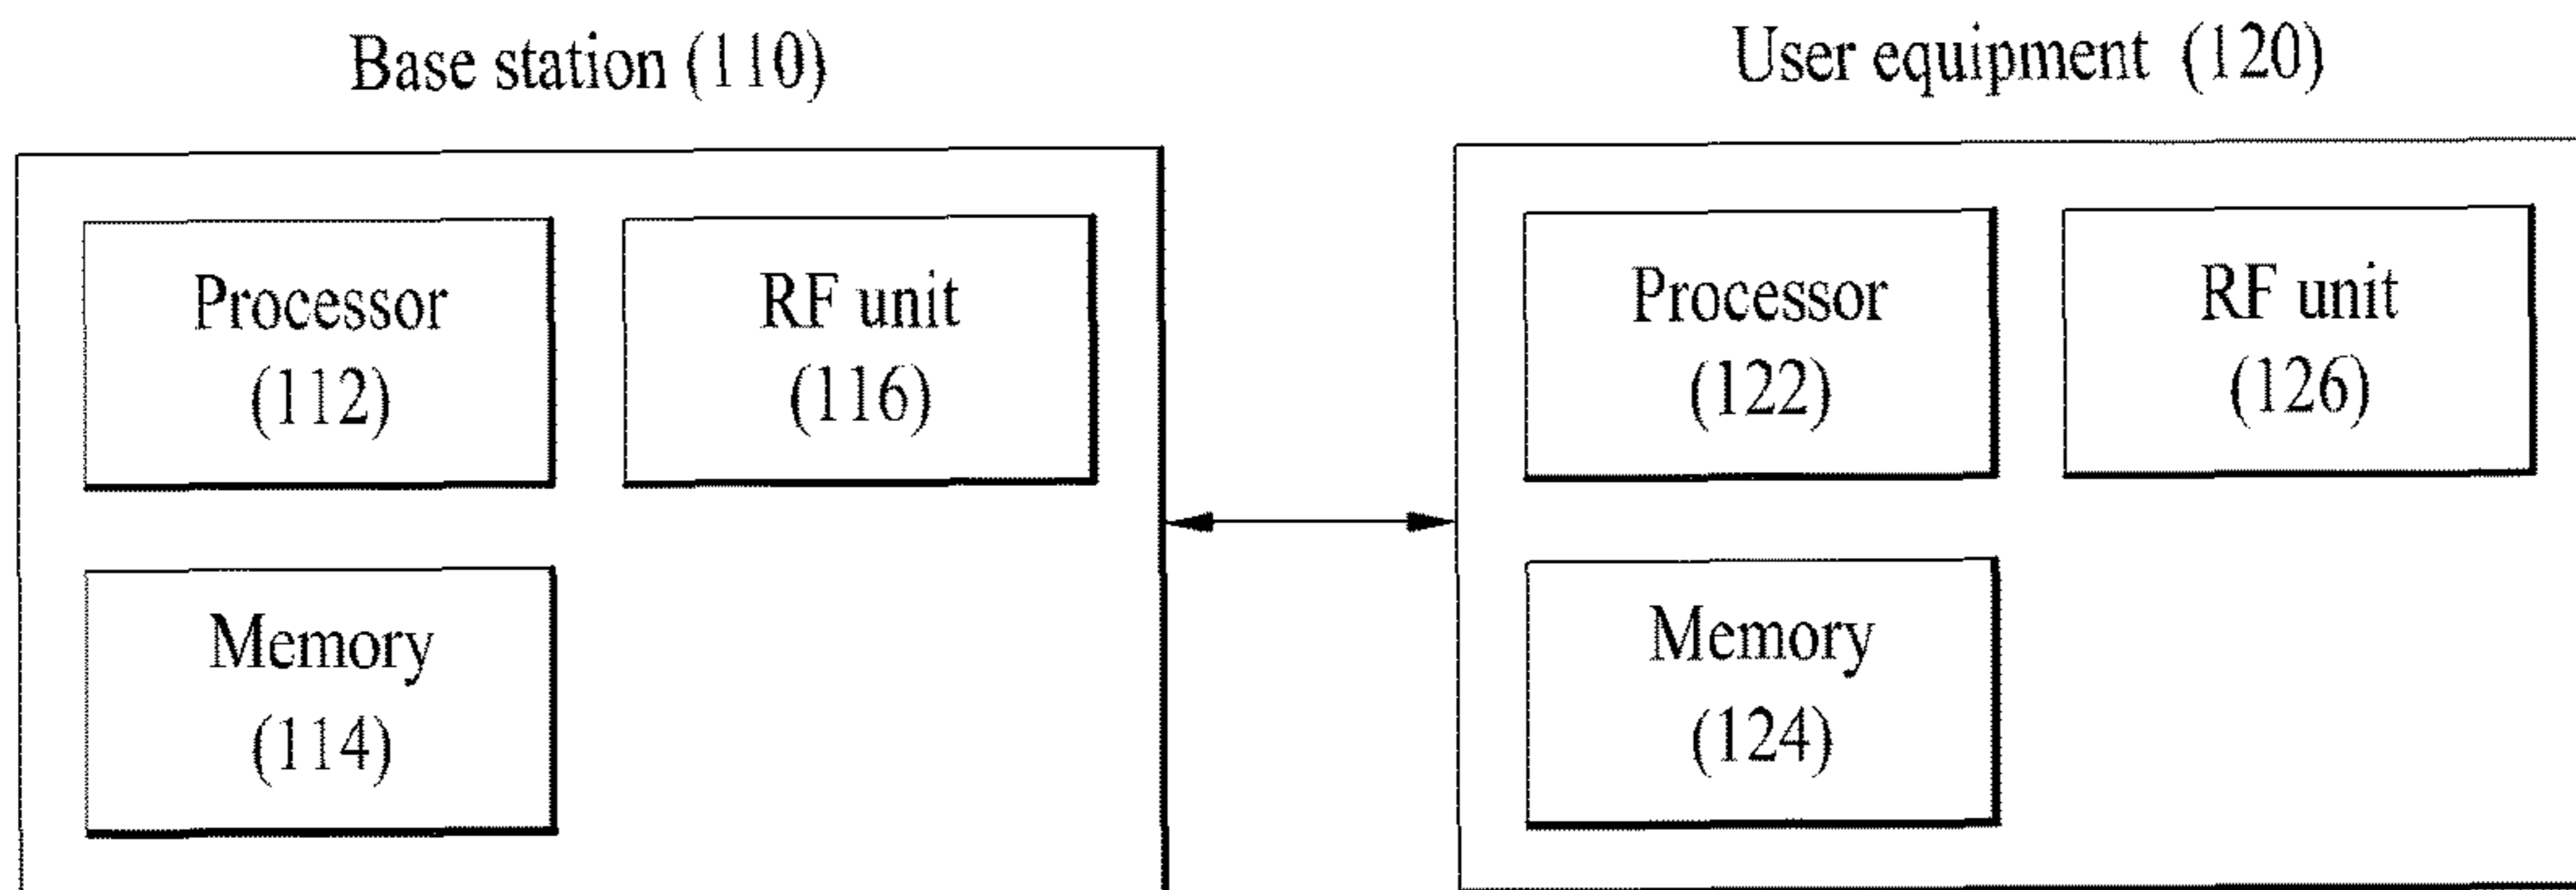 Base station (110)
Processor
(112)
RF unit
(116)
Memory
(114)
User equipment (120)
Processor
(122)
RF unit
(126)
Memory
(124)